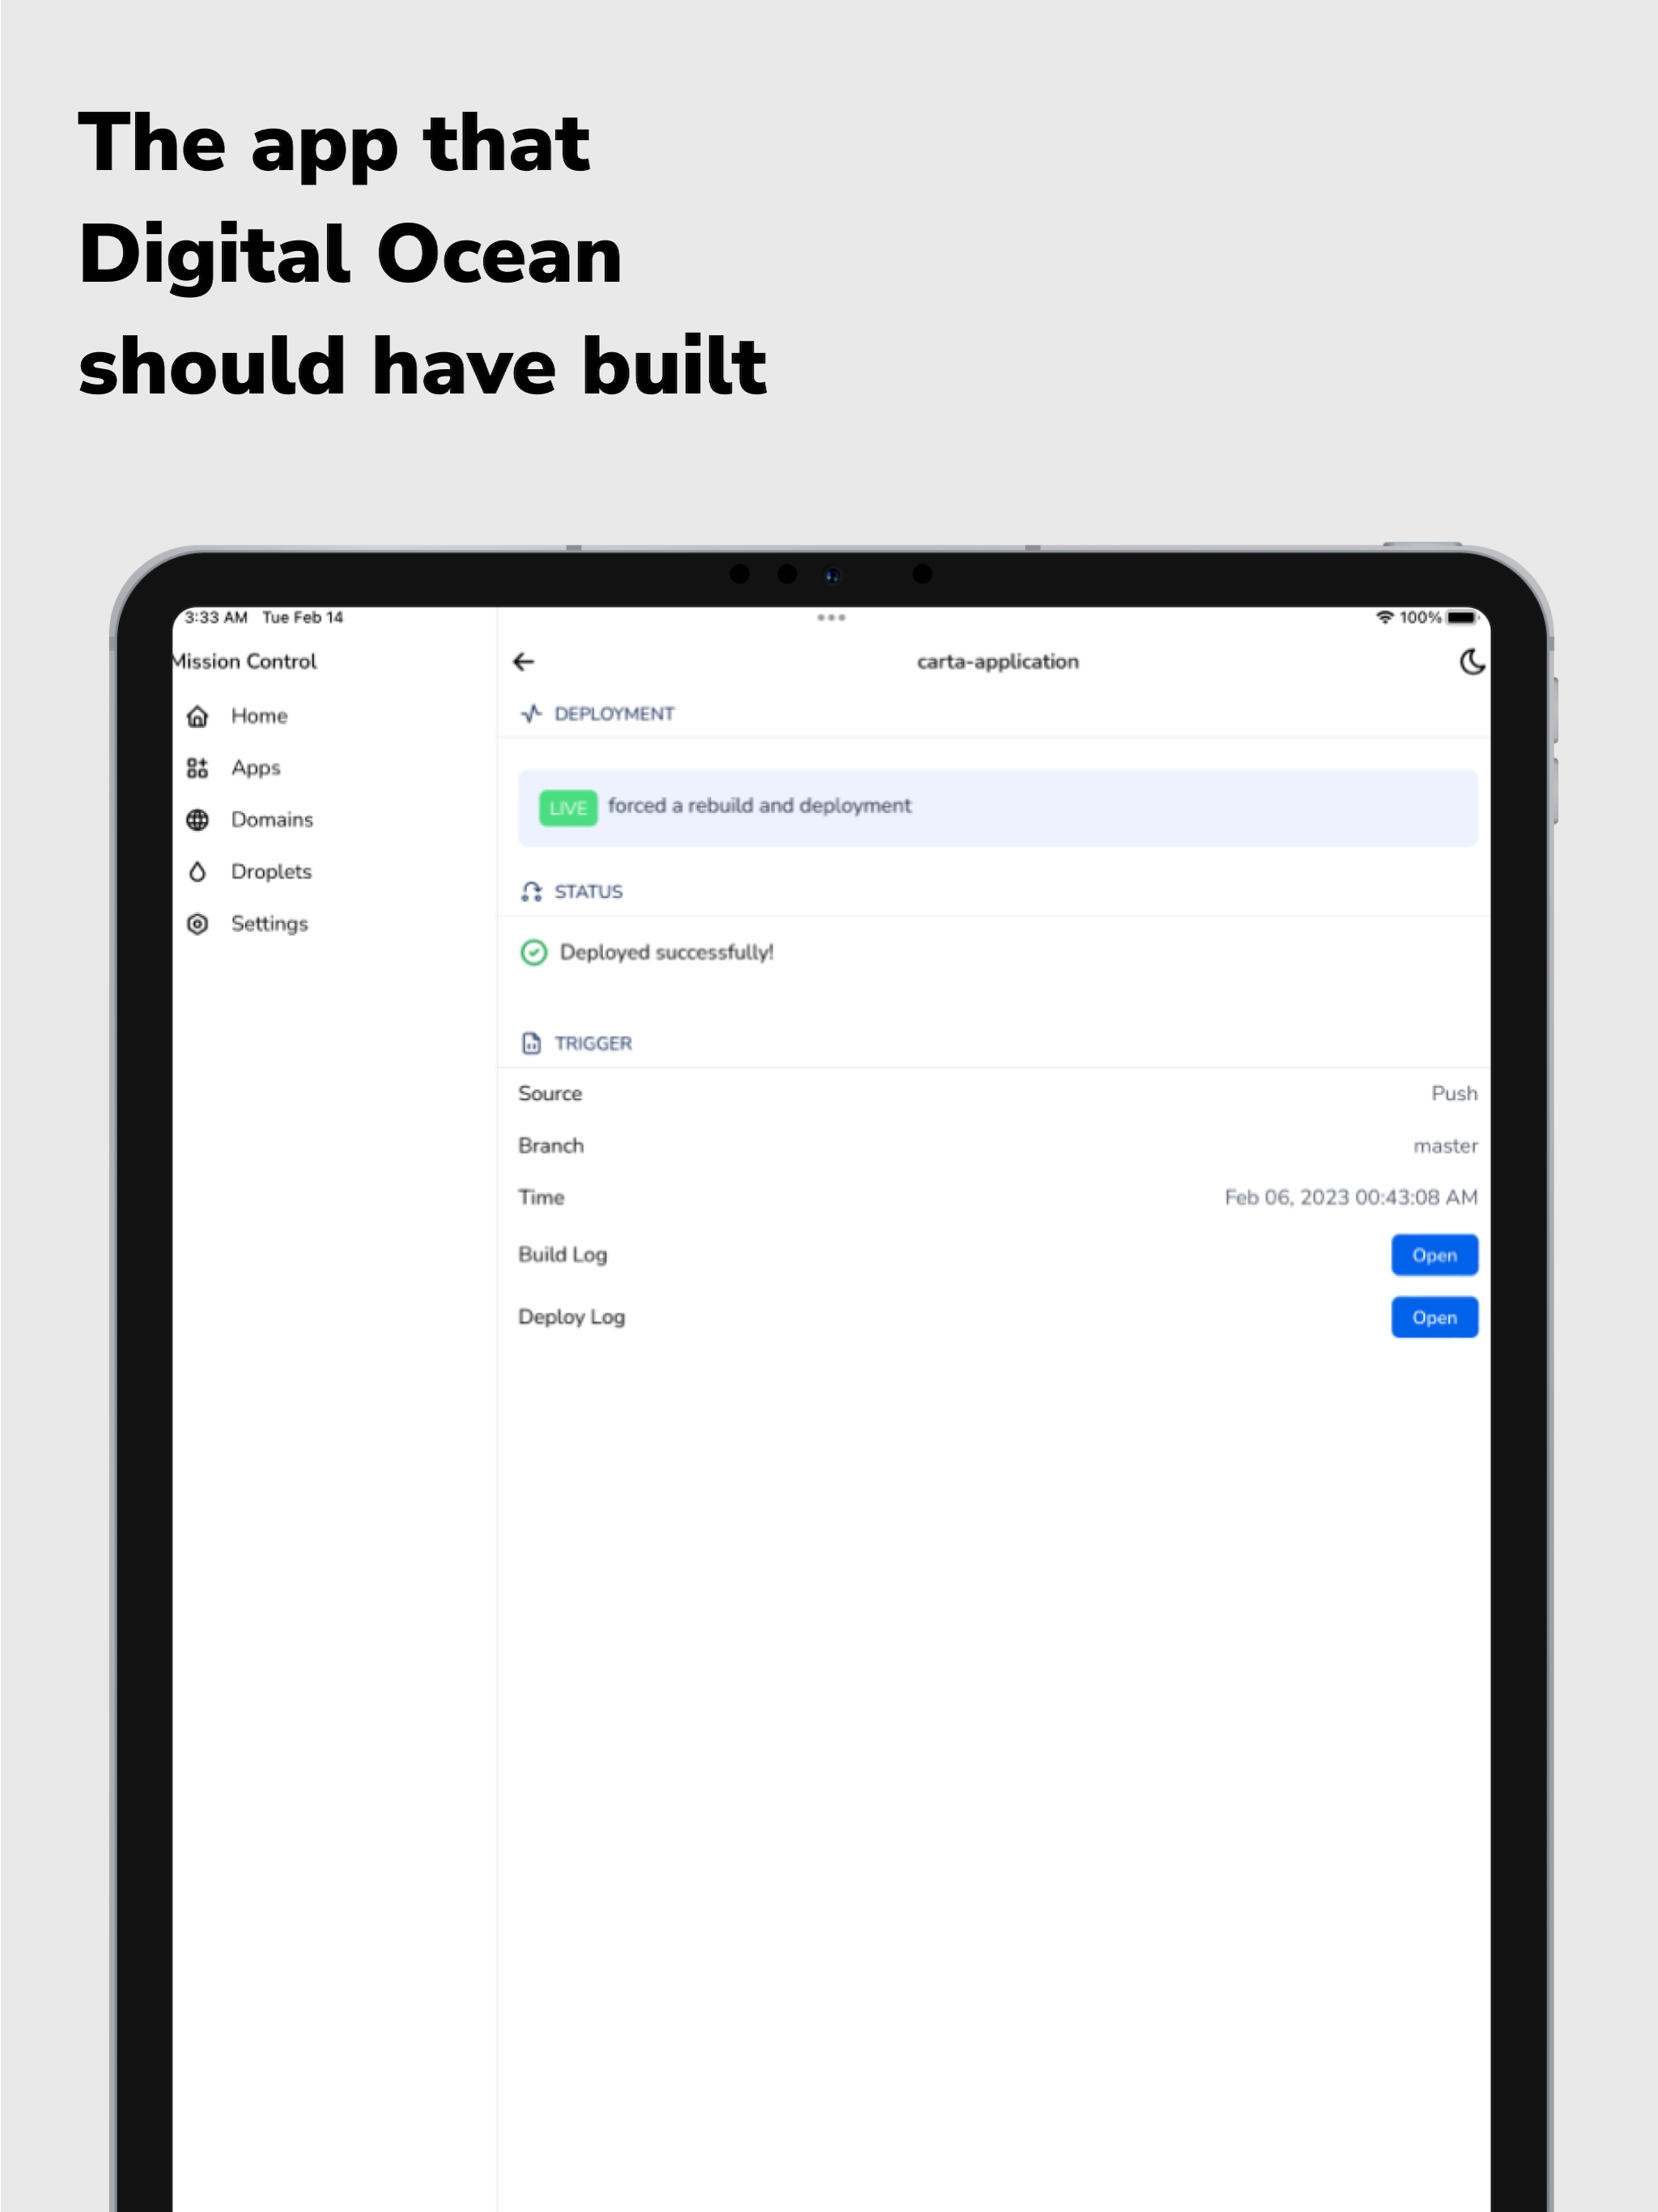 The app that
Digital Ocean
should have built
3:33 AM Tue Feb 14
100%
Mission Control
Home
Apps
Domains
Droplets
Settings
carta-application
DEPLOYMENT
LIVE forced a rebuild and deployment
STATUS
Deployed successfully!
TRIGGER
Source Push
Branch master
Time Feb 06, 2023 00:43:08 AM
Build Log Open
Deploy Log Open